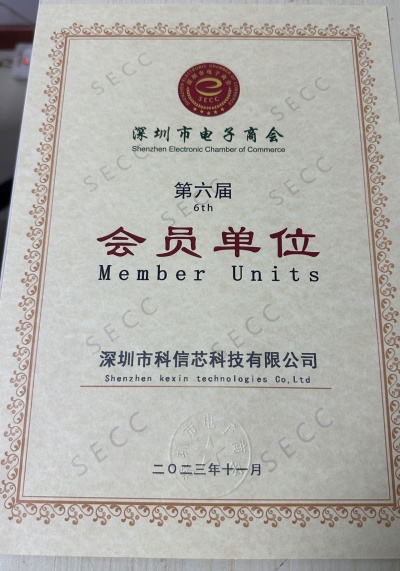 SECC
深圳市电子商会
Shenzhen Electronic Chamber of Commerce
第六届
6th
会员单位
Member Units
深圳市科信芯科技有限公司
Shenzhen kexin technologies Co,Ltd
二〇二三年十一月